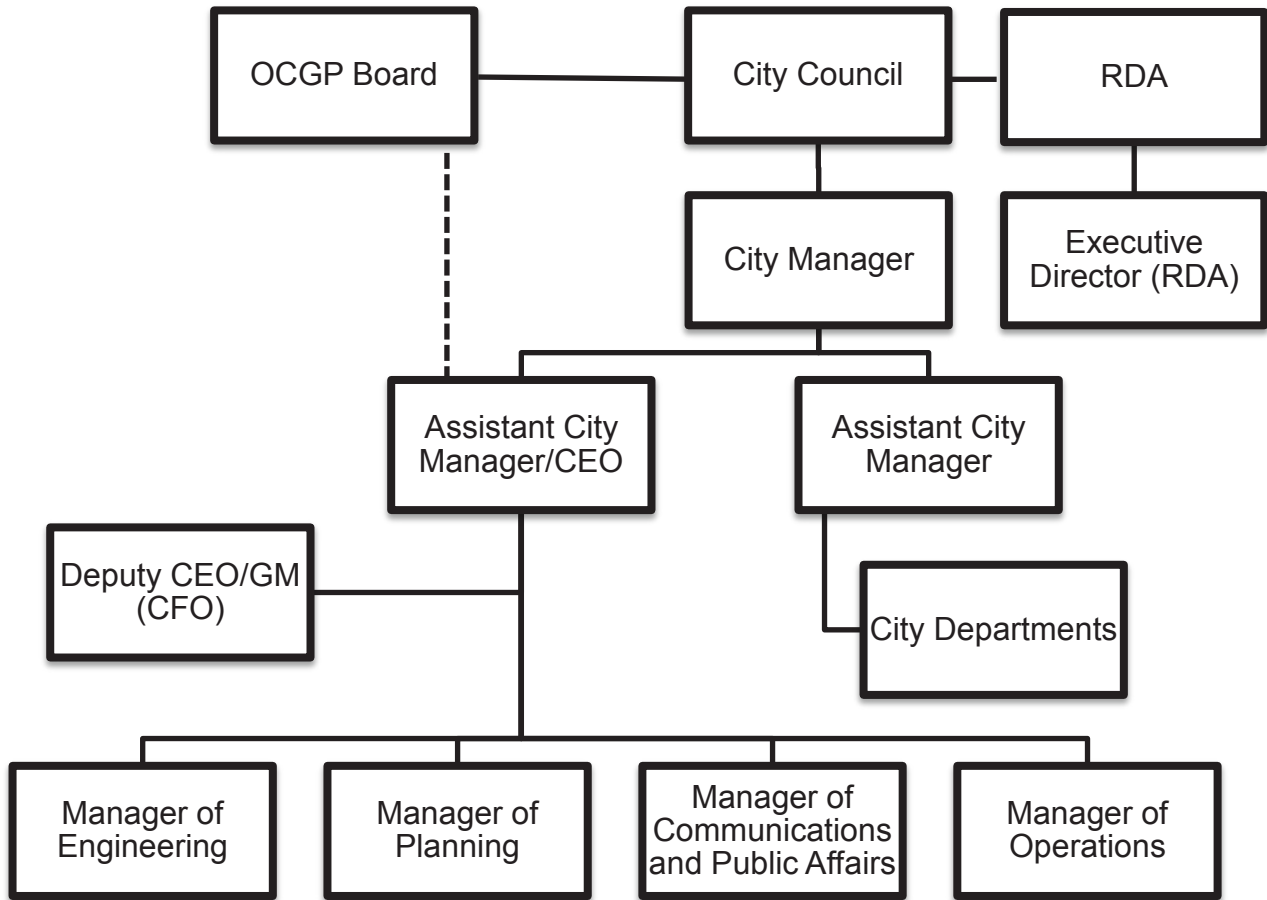 OCGP Board
City Council
RDA
City Manager
Executive
Director (RDA)
Assistant City
Manager/CEO
Assistant City
Manager
Deputy CEO/GM
(CFO)
City Departments
Manager of
Engineering
Manager of
Planning
Manager of
Communications
and Public Affairs
Manager of
Operations